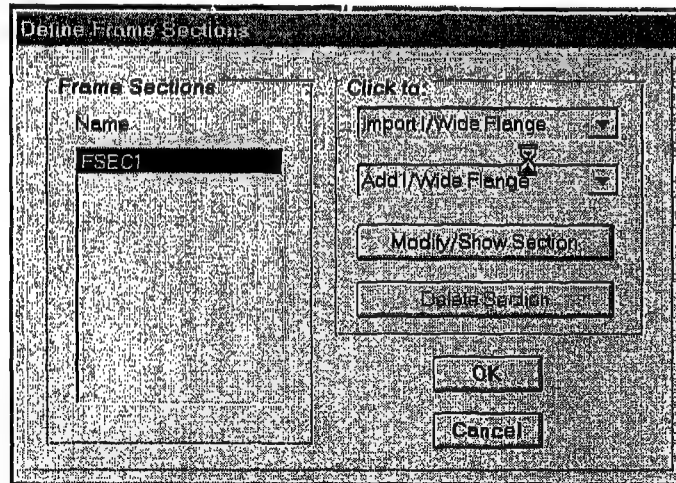 Define Frame Sections
Frame Sections
Name
FSEC1
Click to:
Import I/Wide Flange
Add I/Wide Flange
Modify/Show Section
Delete Section
OK
Cancel